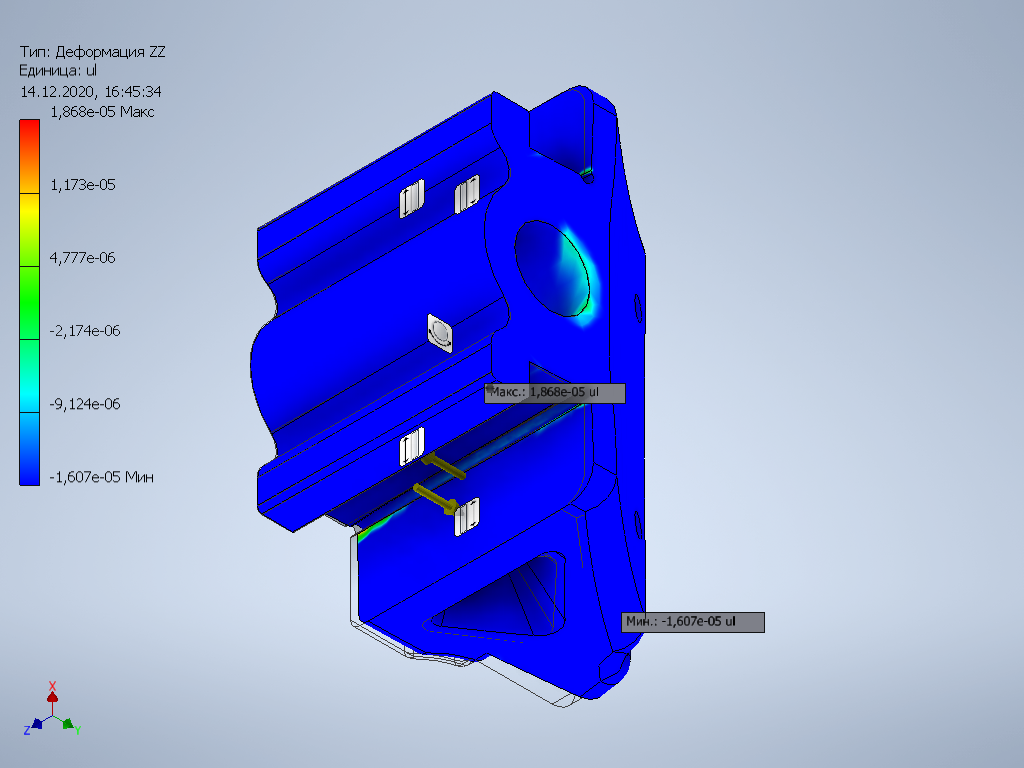 Тип: Деформация ZZ
Единица: ul
14.12.2020, 16:45:34
1,868e-05 Макс
1,173e-05
4,777e-06
-2,174e-06
-9,124e-06
-1,607e-05 Мин
Макс.: 1,868e-05 ul
Мин.: -1,607e-05 ul
X
Z
Y